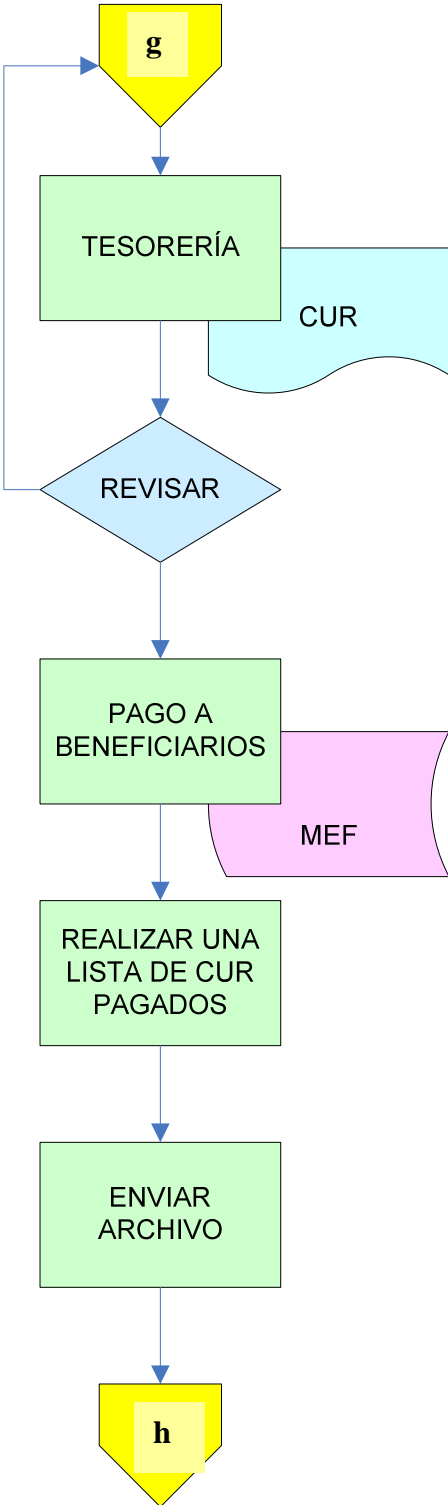 g
TESORERÍA
CUR
REVISAR
PAGO A
BENEFICIARIOS
MEF
REALIZAR UNA
LISTA DE CUR
PAGADOS
ENVIAR
ARCHIVO
h